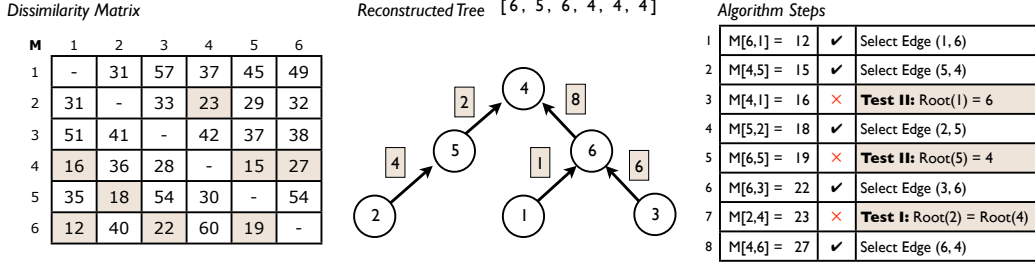 Dissimilarity Matrix
M 1 2 3 4 5 6
1 - 31 57 37 45 49
2 31 - 33 23 29 32
3 51 41 - 42 37 38
4 16 36 28 - 15 27
5 35 18 54 30 - 54
6 12 40 22 60 19 -
Reconstructed Tree [6, 5, 6, 4, 4, 4]
4
2 8
5 6
4 1 6
2 1 3
Algorithm Steps
1 M[6,1] = 12 ✔ Select Edge (1, 6)
2 M[4,5] = 15 ✔ Select Edge (5, 4)
3 M[4,1] = 16 × Test II: Root(1) = 6
4 M[5,2] = 18 ✔ Select Edge (2, 5)
5 M[6,5] = 19 × Test II: Root(5) = 4
6 M[6,3] = 22 ✔ Select Edge (3, 6)
7 M[2,4] = 23 × Test I: Root(2) = Root(4)
8 M[4,6] = 27 ✔ Select Edge (6, 4)